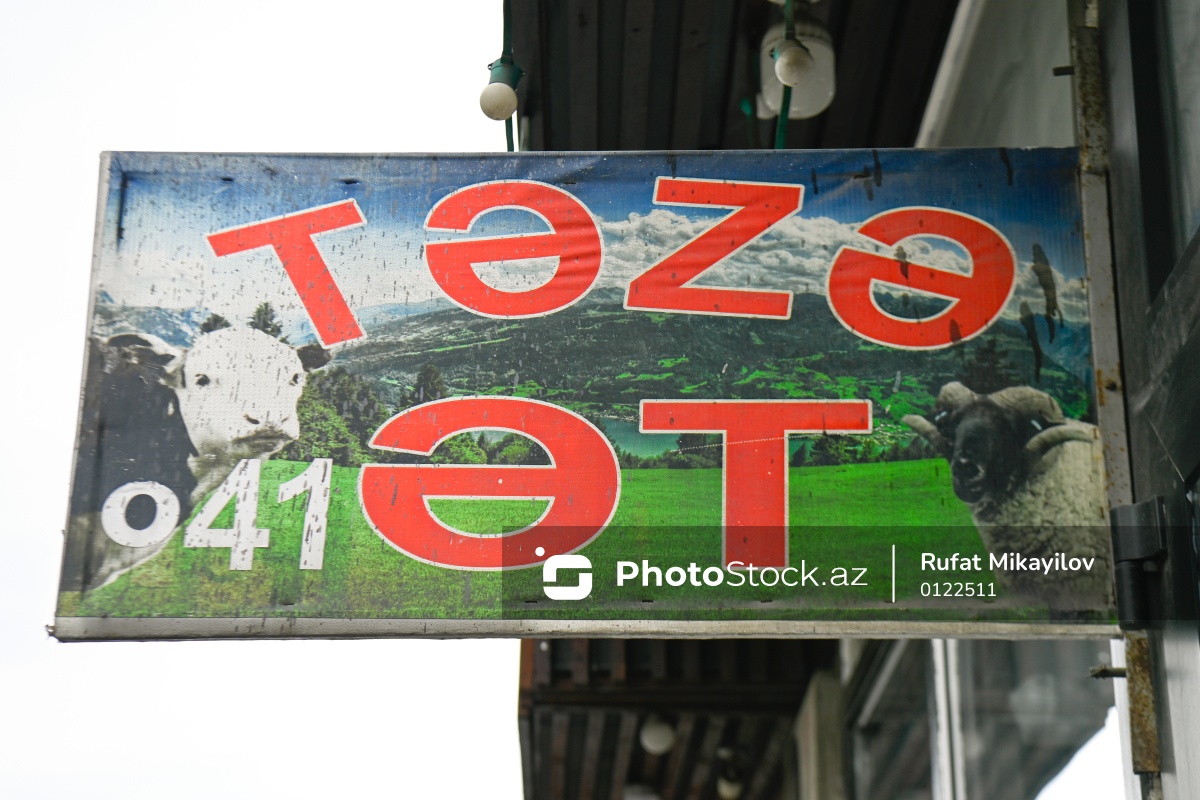 TƏZƏ
ƏT
041
PhotoStock.az
Rufat Mikayilov
0122511